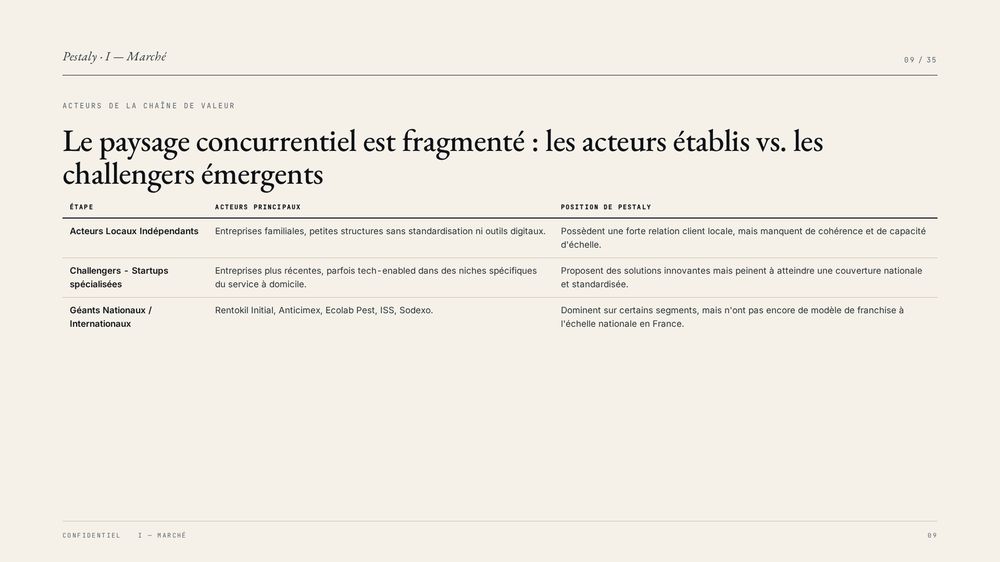 Pestaly · I — Marché
09 / 35
ACTEURS DE LA CHAÎNE DE VALEUR
Le paysage concurrentiel est fragmenté : les acteurs établis vs. les
challengers émergents
ÉTAPE
ACTEURS PRINCIPAUX
POSITION DE PESTALY
Acteurs Locaux Indépendants
Entreprises familiales, petites structures sans standardisation ni outils digitaux.
Possèdent une forte relation client locale, mais manquent de cohérence et de capacité
d'échelle.
Challengers - Startups
spécialisées
Entreprises plus récentes, parfois tech-enabled dans des niches spécifiques
du service à domicile.
Proposent des solutions innovantes mais peinent à atteindre une couverture nationale
et standardisée.
Géants Nationaux /
Internationaux
Rentokil Initial, Anticimex, Ecolab Pest, ISS, Sodexo.
Dominent sur certains segments, mais n'ont pas encore de modèle de franchise à
l'échelle nationale en France.
CONFIDENTIEL
I — MARCHÉ
09